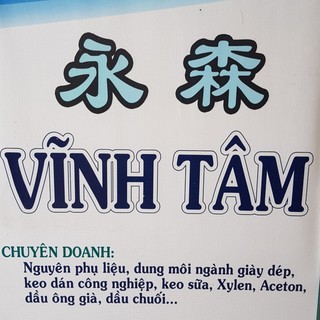 永 森
VĨNH TÂM
CHUYÊN DOANH:
Nguyên phụ liệu, dung môi ngành giày dép,
keo dán công nghiệp, keo sữa, Xylen, Aceton,
dầu ông già, dầu chuối...